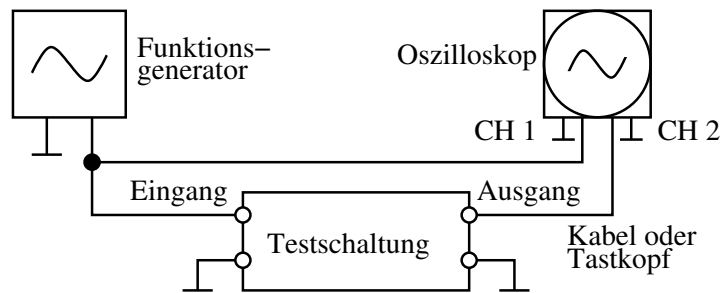 Funktions−
generator
Oszilloskop
CH 1
CH 2
Eingang
Ausgang
Testschaltung
Kabel oder
Tastkopf